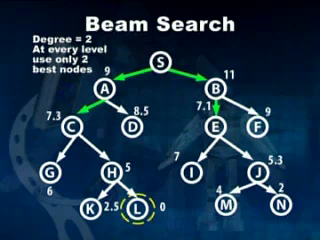 Beam Search
Degree = 2
At every level
use only 2
best nodes
S
9
11
A
B
7.3
8.5
7.1
9
C
D
E
F
5
7
5.3
G
H
I
J
6
2.5
0
4
2
K
L
M
N